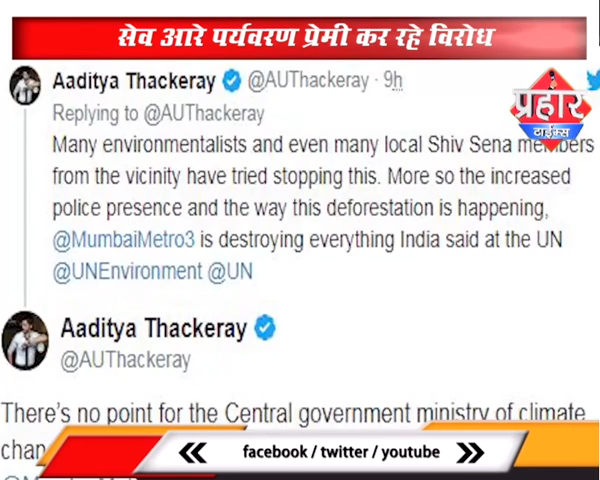 सेव आरे पर्यवरण प्रेमी कर रहे विरोध
Aaditya Thackeray @AUThackeray · 9h
Replying to @AUThackeray
प्रहार
टाईम्स
Many environmentalists and even many local Shiv Sena members
from the vicinity have tried stopping this. More so the increased
police presence and the way this deforestation is happening,
@MumbaiMetro3 is destroying everything India said at the UN
@UNEnvironment @UN
Aaditya Thackeray
@AUThackeray
There's no point for the Central government ministry of climate
facebook / twitter / youtube